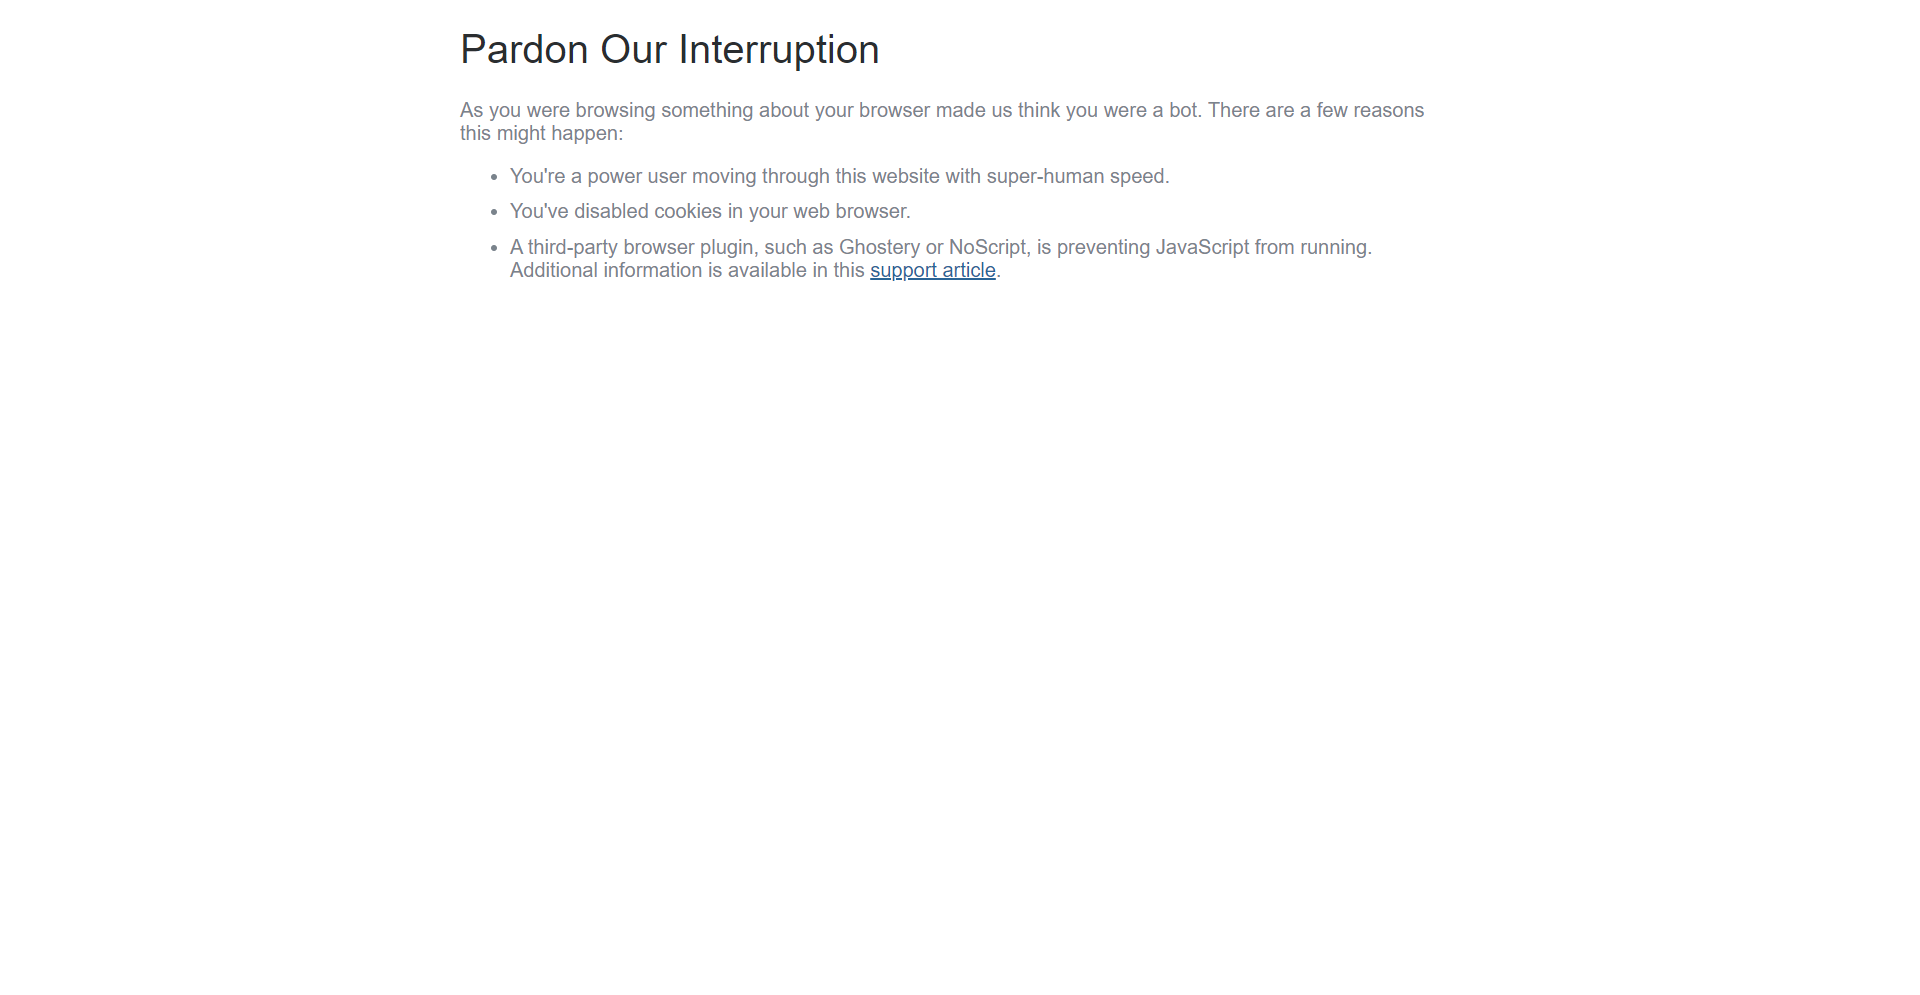 Pardon Our Interruption
As you were browsing something about your browser made us think you were a bot. There are a few reasons
this might happen:
• You're a power user moving through this website with super-human speed.
• You've disabled cookies in your web browser.
• A third-party browser plugin, such as Ghostery or NoScript, is preventing JavaScript from running.
Additional information is available in this support article.